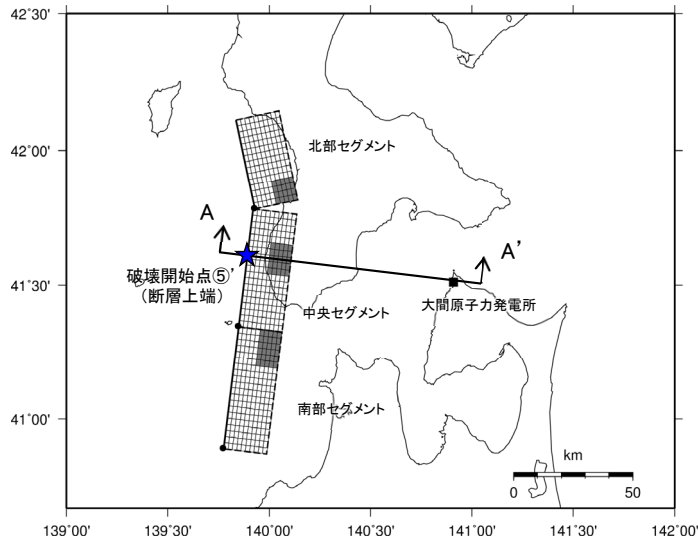 42°30'
42°00'
41°30'
41°00'
139°00'
139°30'
140°00'
140°30'
141°00'
141°30'
142°00'
北部セグメント
A
A'
破壊開始点⑤'
（断層上端）
中央セグメント
大間原子力発電所
南部セグメント
km
0
50